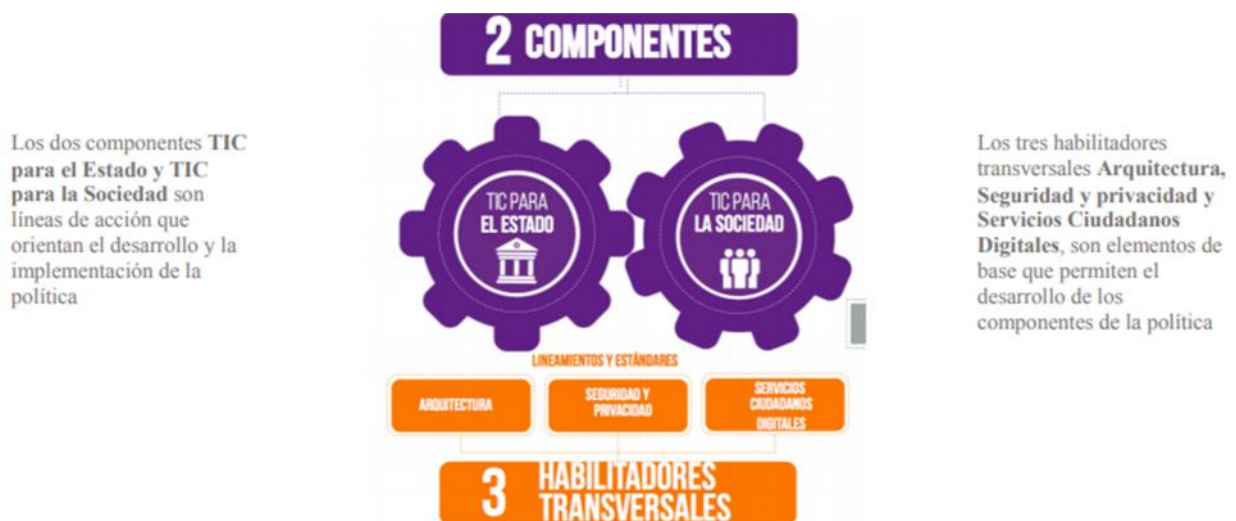 2 COMPONENTES
Los dos componentes TIC
para el Estado y TIC
para la Sociedad son
líneas de acción que
orientan el desarrollo y la
implementación de la
política
TIC PARA
EL ESTADO
TIC PARA
LA SOCIEDAD
Los tres habilitadores
transversales Arquitectura,
Seguridad y privacidad y
Servicios Ciudadanos
Digitales, son elementos de
base que permiten el
desarrollo de los
componentes de la política
LINEAMIENTOS Y ESTÁNDARES
ARQUITECTURA
SEGURIDAD Y
PRIVACIDAD
SERVICIOS
CIUDADANOS
DIGITALES
3 HABILITADORES
TRANSVERSALES